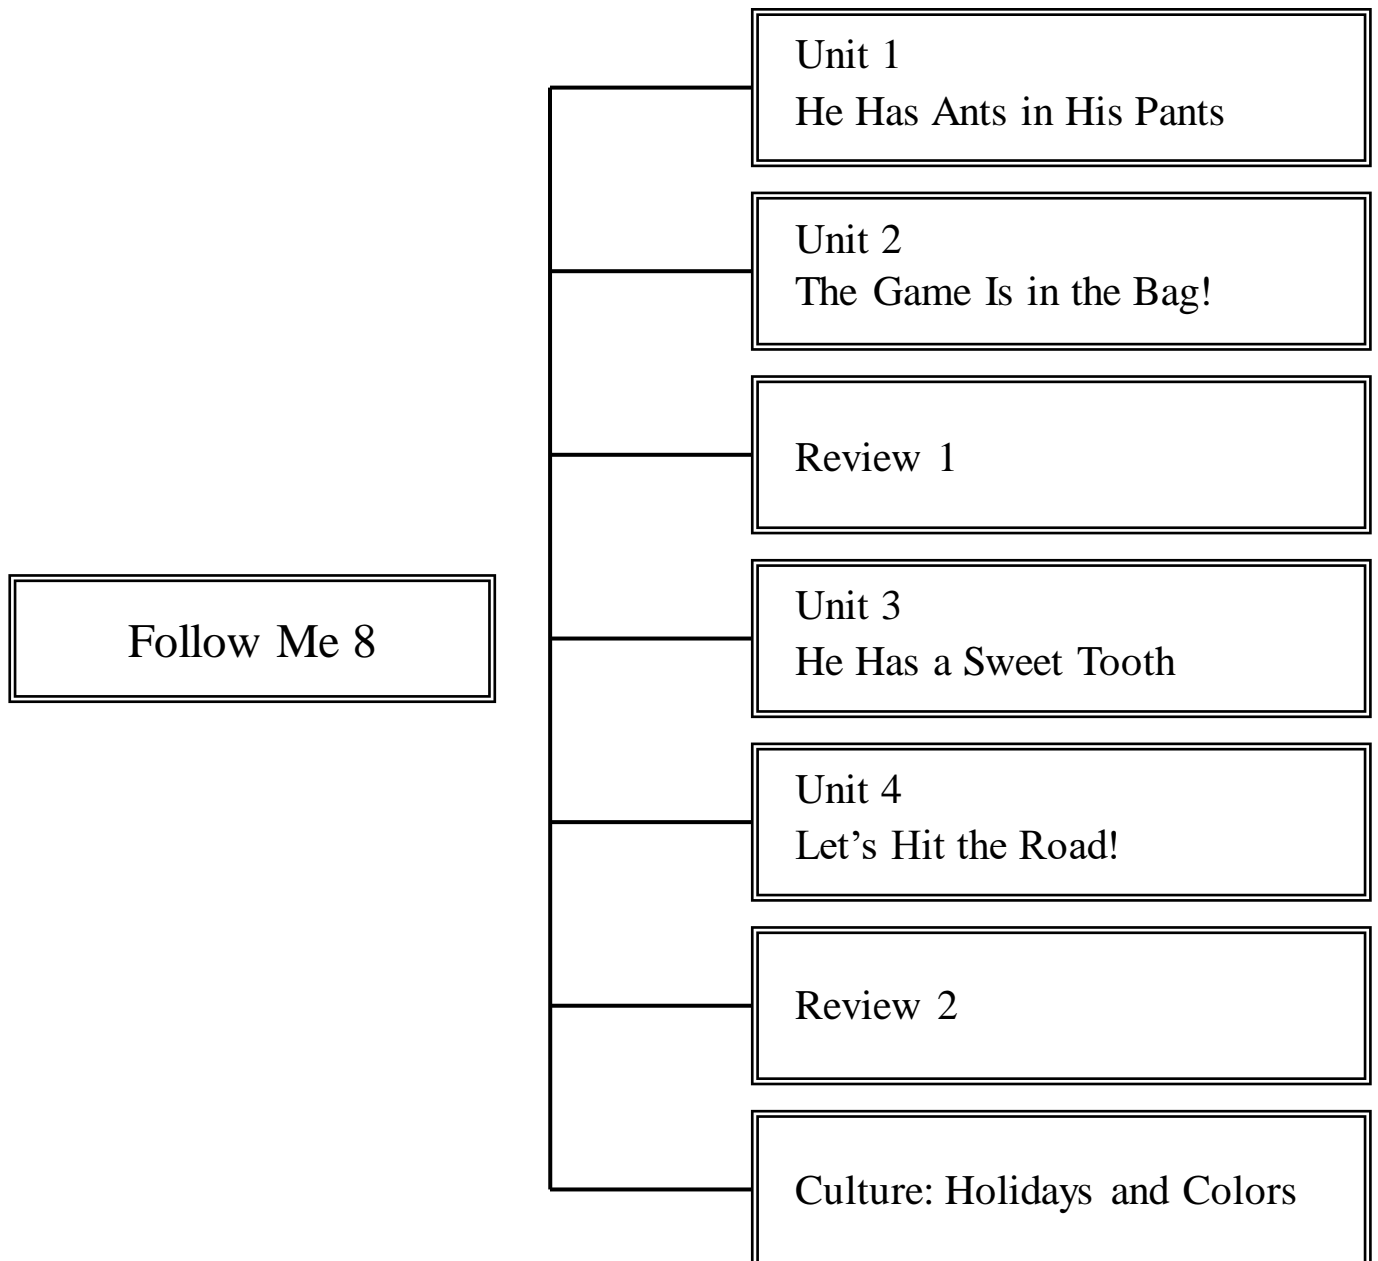 Unit 1
He Has Ants in His Pants
Unit 2
The Game Is in the Bag!
Review 1
Follow Me 8
Unit 3
He Has a Sweet Tooth
Unit 4
Let’s Hit the Road!
Review 2
Culture: Holidays and Colors